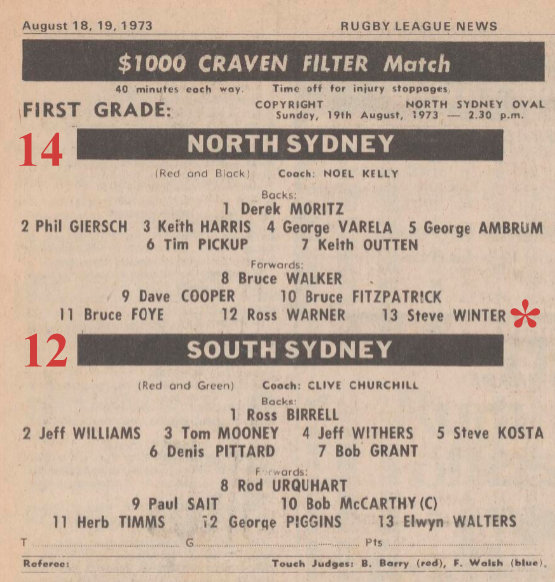 August 18, 19, 1973 RUGBY LEAGUE NEWS
$1000 CRAVEN FILTER Match
40 minutes each way. Time off for injury stoppages.
FIRST GRADE: COPYRIGHT NORTH SYDNEY OVAL
Sunday, 19th August, 1973 — 2.30 p.m.
14 NORTH SYDNEY
(Red and Black) Coach: NOEL KELLY
Backs:
1 Derek MORITZ
2 Phil GIERSCH 3 Keith HARRIS 4 George VARELA 5 George AMBRUM
6 Tim PICKUP 7 Keith OUTTEN
Forwards:
8 Bruce WALKER
9 Dave COOPER 10 Bruce FITZPATRICK
11 Bruce FOYE 12 Ross WARNER 13 Steve WINTER *
12 SOUTH SYDNEY
(Red and Green) Coach: CLIVE CHURCHILL
Backs:
1 Ross BIRRELL
2 Jeff WILLIAMS 3 Tom MOONEY 4 Jeff WITHERS 5 Steve KOSTA
6 Denis PITTARD 7 Bob GRANT
Forwards:
8 Rod URQUHART
9 Paul SAIT 10 Bob McCARTHY (C)
11 Herb TIMMS 12 George PIGGINS 13 Elwyn WALTERS
T G Pts
Referee: Touch Judges: B. Barry (red), F. Walsh (blue),